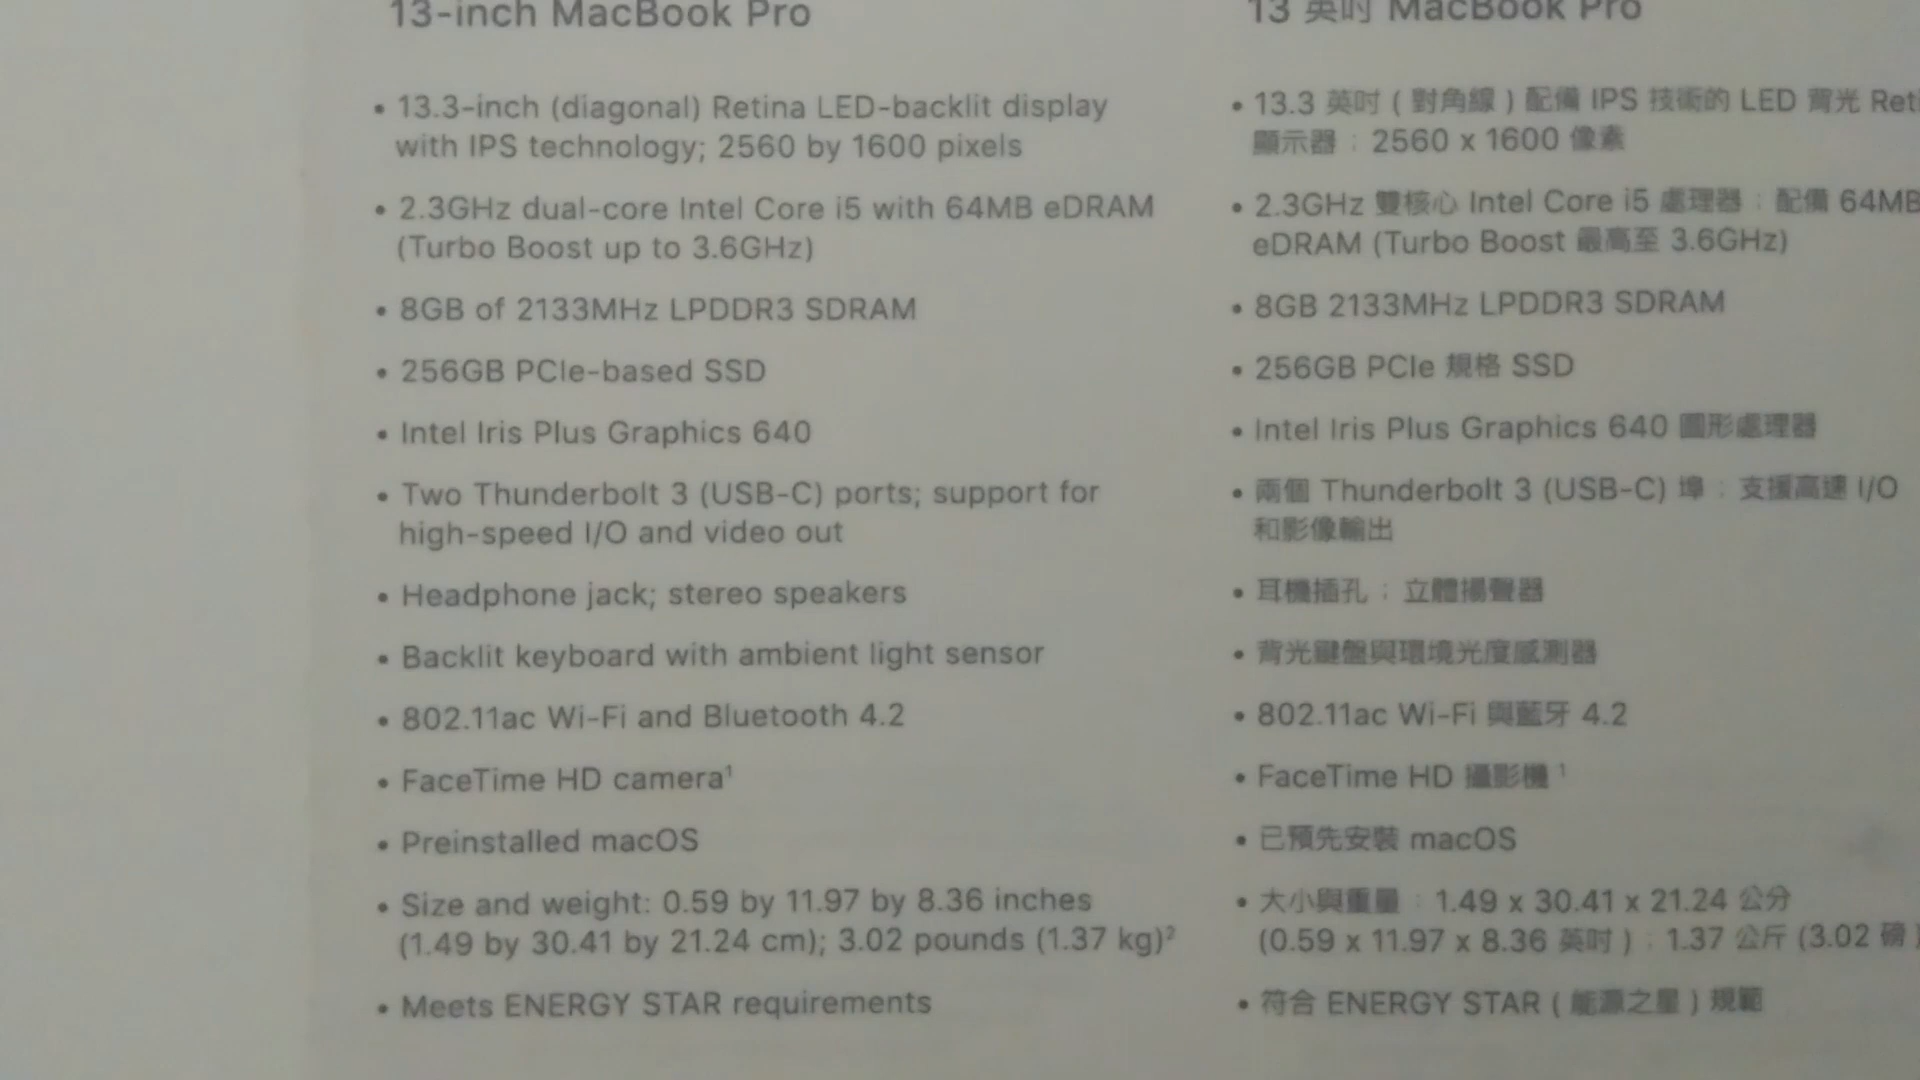 13-inch MacBook Pro
• 13.3-inch (diagonal) Retina LED-backlit display
with IPS technology; 2560 by 1600 pixels
• 2.3GHz dual-core Intel Core i5 with 64MB eDRAM
(Turbo Boost up to 3.6GHz)
• 8GB of 2133MHz LPDDR3 SDRAM
• 256GB PCIe-based SSD
• Intel Iris Plus Graphics 640
• Two Thunderbolt 3 (USB-C) ports; support for
high-speed I/O and video out
• Headphone jack; stereo speakers
• Backlit keyboard with ambient light sensor
• 802.11ac Wi-Fi and Bluetooth 4.2
• FaceTime HD camera¹
• Preinstalled macOS
• Size and weight: 0.59 by 11.97 by 8.36 inches
(1.49 by 30.41 by 21.24 cm); 3.02 pounds (1.37 kg)²
• Meets ENERGY STAR requirements
13 英吋 MacBook Pro
• 13.3 英吋 ( 對角線 ) 配備 IPS 技術的 LED 背光
顯示器；2560 x 1600 像素
• 2.3GHz 雙核心 Intel Core i5 處理器；配備 64MB
eDRAM (Turbo Boost 最高至 3.6GHz)
• 8GB 2133MHz LPDDR3 SDRAM
• 256GB PCIe 規格 SSD
• Intel Iris Plus Graphics 640 圖形處理器
• 兩個 Thunderbolt 3 (USB-C) 埠；支援高速 I/O
和影像輸出
• 耳機插孔；立體揚聲器
• 背光鍵盤與環境光度感測器
• 802.11ac Wi-Fi 與藍牙 4.2
• FaceTime HD 攝影機 ¹
• 已預先安裝 macOS
• 大小與重量：1.49 x 30.41 x 21.24 公分
(0.59 x 11.97 x 8.36 英吋 )；1.37 公斤 (3.02 磅 )
• 符合 ENERGY STAR ( 能源之星 ) 規範